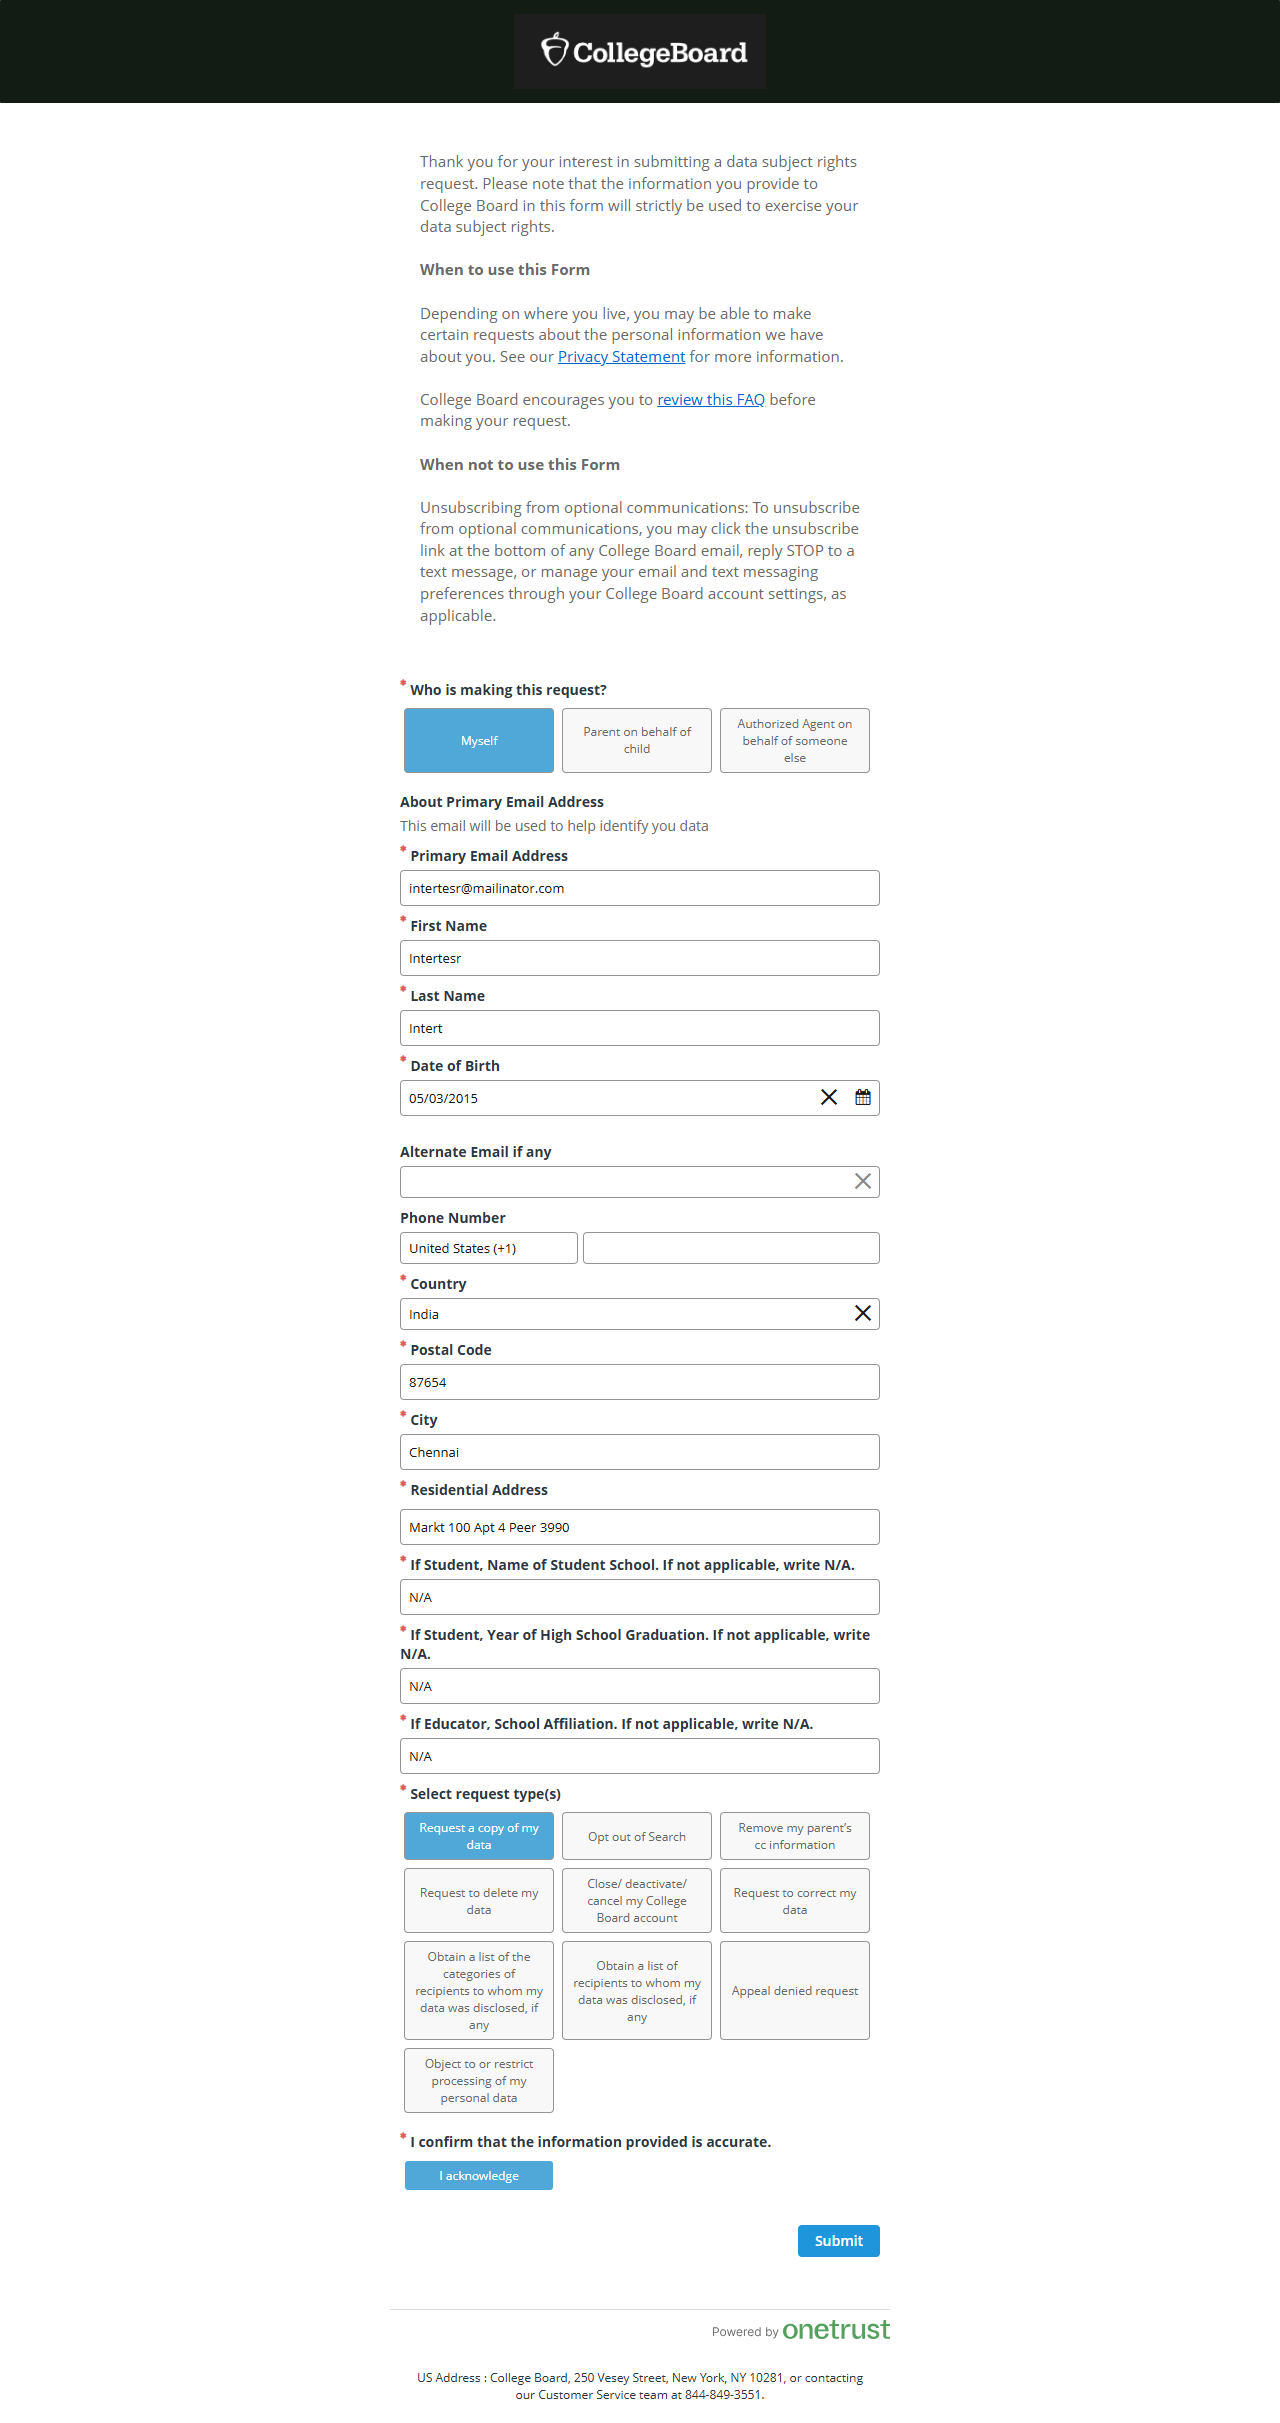 CollegeBoard
Thank you for your interest in submitting a data subject rights
request. Please note that the information you provide to
College Board in this form will strictly be used to exercise your
data subject rights.
When to use this Form
Depending on where you live, you may be able to make
certain requests about the personal information we have
about you. See our Privacy Statement for more information.
College Board encourages you to review this FAQ before
making your request.
When not to use this Form
Unsubscribing from optional communications: To unsubscribe
from optional communications, you may click the unsubscribe
link at the bottom of any College Board email, reply STOP to a
text message, or manage your email and text messaging
preferences through your College Board account settings, as
applicable.
* Who is making this request?
Myself
Parent on behalf of
child
Authorized Agent on
behalf of someone
else
About Primary Email Address
This email will be used to help identify you data
* Primary Email Address
intertesr@mailinator.com
* First Name
Intertesr
* Last Name
Intert
* Date of Birth
05/03/2015
Alternate Email if any
Phone Number
United States (+1)
* Country
India
* Postal Code
87654
* City
Chennai
* Residential Address
Markt 100 Apt 4 Peer 3990
* If Student, Name of Student School. If not applicable, write N/A.
N/A
* If Student, Year of High School Graduation. If not applicable, write
N/A.
N/A
* If Educator, School Affiliation. If not applicable, write N/A.
N/A
* Select request type(s)
Request a copy of my
data
Opt out of Search
Remove my parent's
cc information
Request to delete my
data
Close/ deactivate/
cancel my College
Board account
Request to correct my
data
Obtain a list of the
categories of
recipients to whom my
data was disclosed, if
any
Obtain a list of
recipients to whom my
data was disclosed, if
any
Appeal denied request
Object to or restrict
processing of my
personal data
* I confirm that the information provided is accurate.
I acknowledge
Submit
Powered by onetrust
US Address : College Board, 250 Vesey Street, New York, NY 10281, or contacting
our Customer Service team at 844-849-3551.